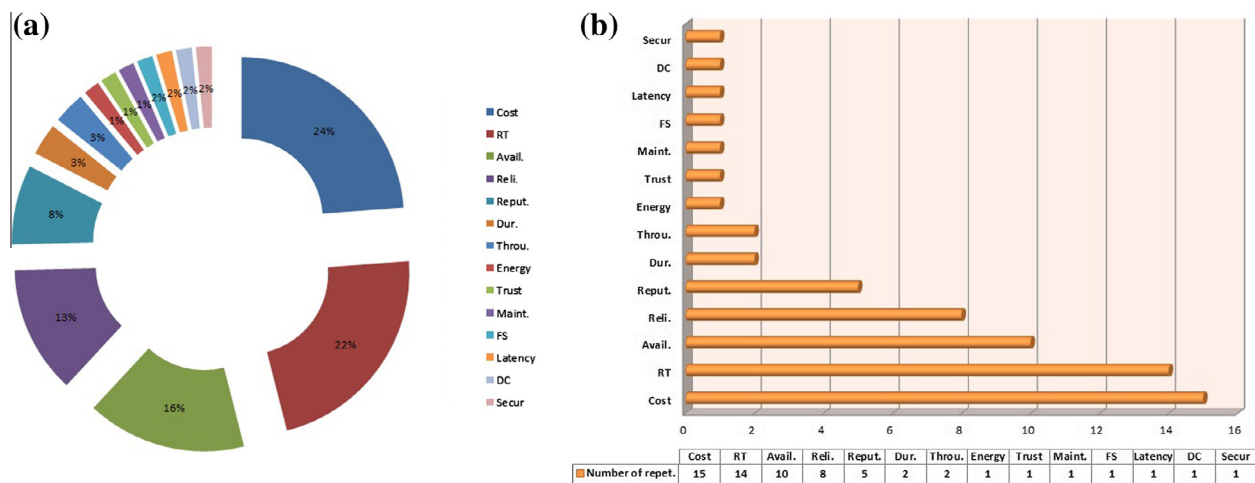 (a)
24%
22%
16%
13%
8%
3%
3%
1%
1%
1%
2%
2%
2%
2%
Cost
RT
Avail.
Reli.
Reput.
Dur.
Throu.
Energy
Trust
Maint.
FS
Latency
DC
Secur
(b)
Secur
DC
Latency
FS
Maint.
Trust
Energy
Throu.
Dur.
Reput.
Reli.
Avail.
RT
Cost
0 2 4 6 8 10 12 14 16
Cost RT Avail. Reli. Reput. Dur. Throu. Energy Trust Maint. FS Latency DC Secur
Number of repet. 15 14 10 8 5 2 2 1 1 1 1 1 1 1